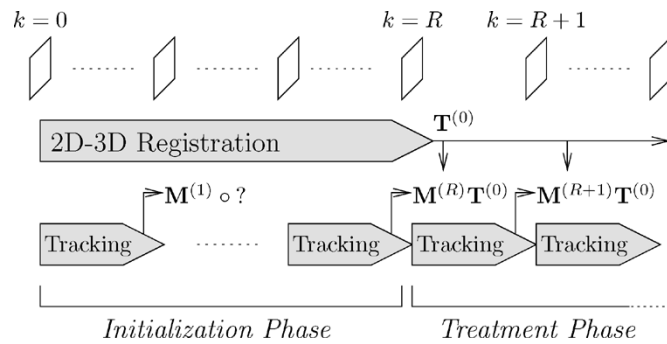 k = 0 k = R k = R + 1
T^(0)
2D-3D Registration
M^(1) ∘ ? M^(R)T^(0) M^(R+1)T^(0)
Tracking Tracking Tracking Tracking
Initialization Phase Treatment Phase